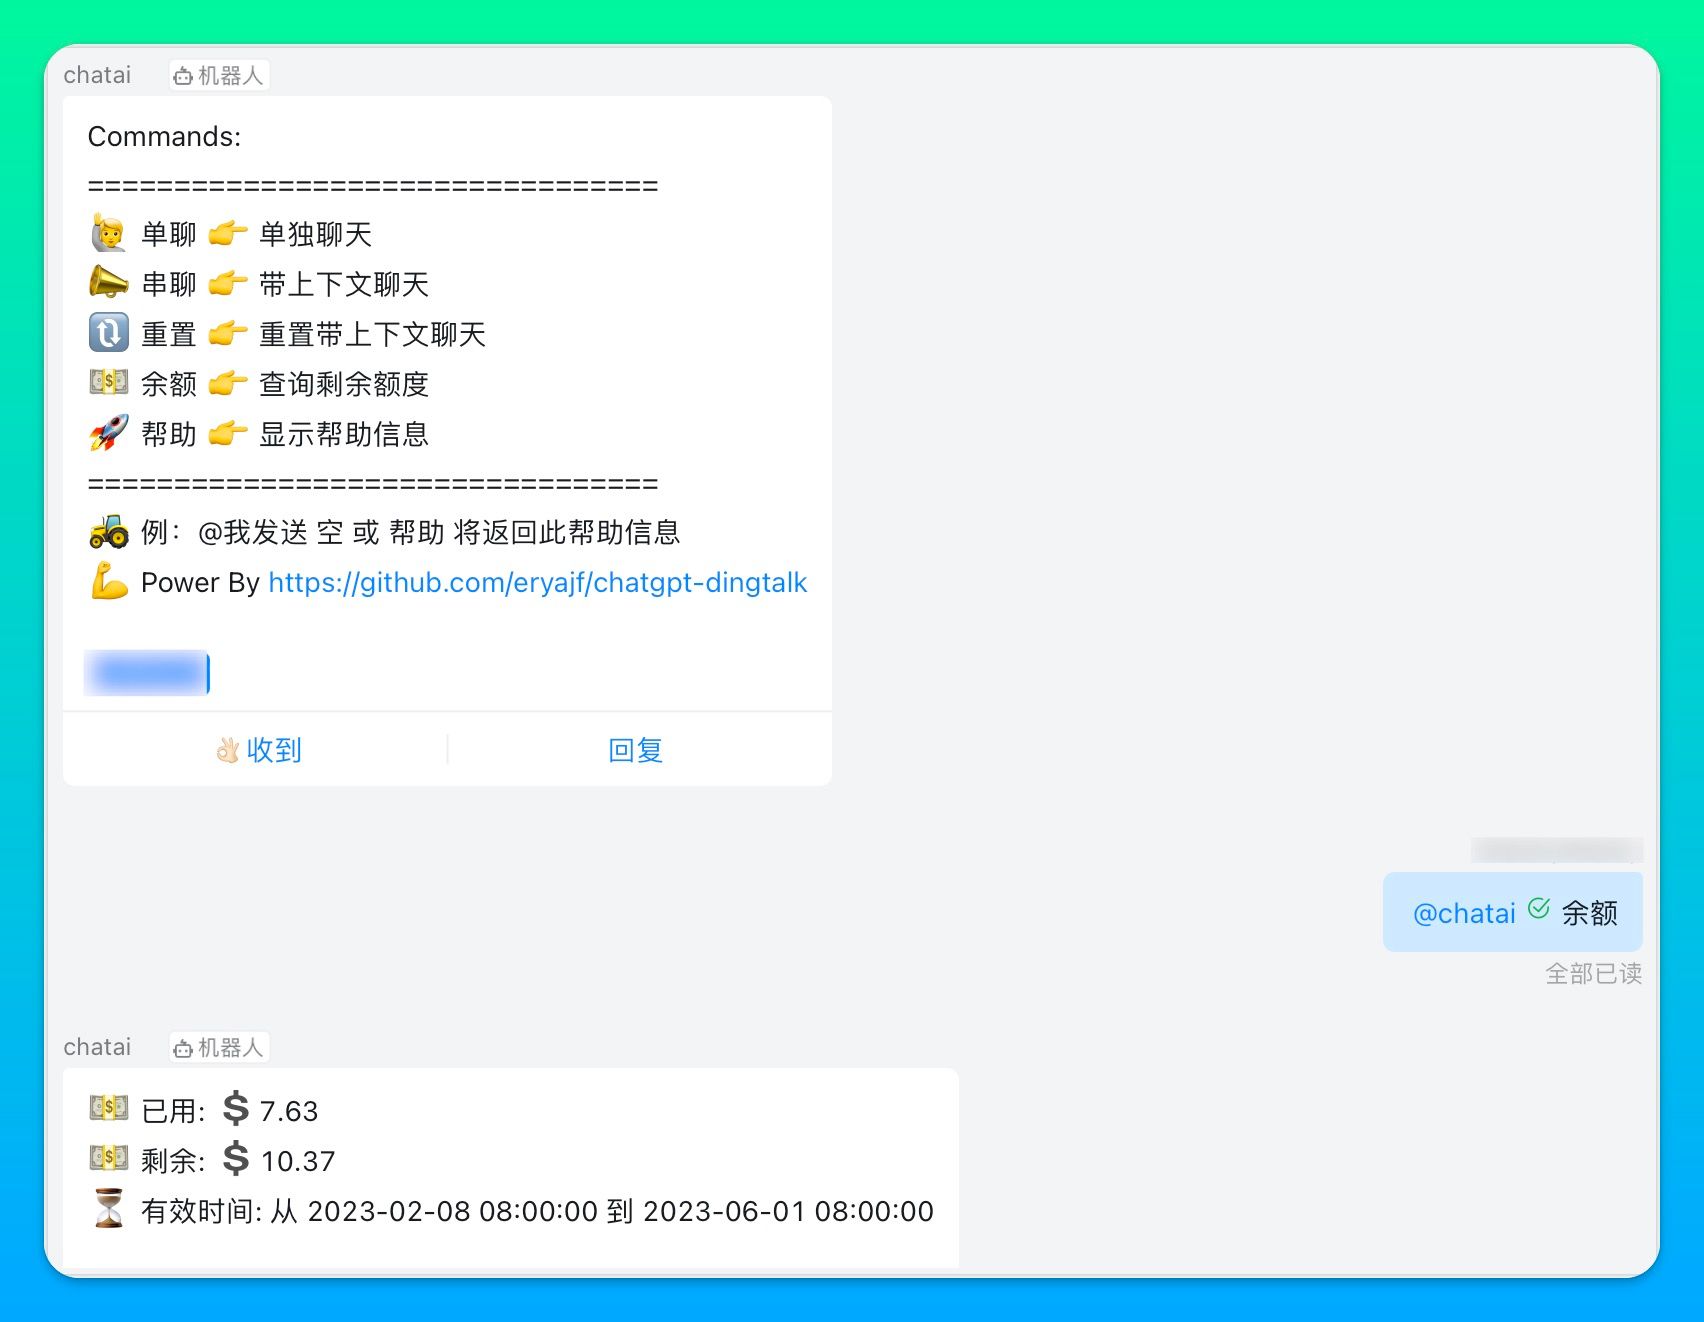 chatai 机器人
Commands:
=================================
🙋 单聊 👉 单独聊天
📣 串聊 👉 带上下文聊天
🔃 重置 👉 重置带上下文聊天
💵 余额 👉 查询剩余额度
🚀 帮助 👉 显示帮助信息
=================================
🚜 例：@我发送 空 或 帮助 将返回此帮助信息
💪 Power By https://github.com/eryajf/chatgpt-dingtalk
👌🏻收到 回复
@chatai 余额
全部已读
chatai 机器人
💵 已用: 💲 7.63
💵 剩余: 💲 10.37
⏳ 有效时间: 从 2023-02-08 08:00:00 到 2023-06-01 08:00:00